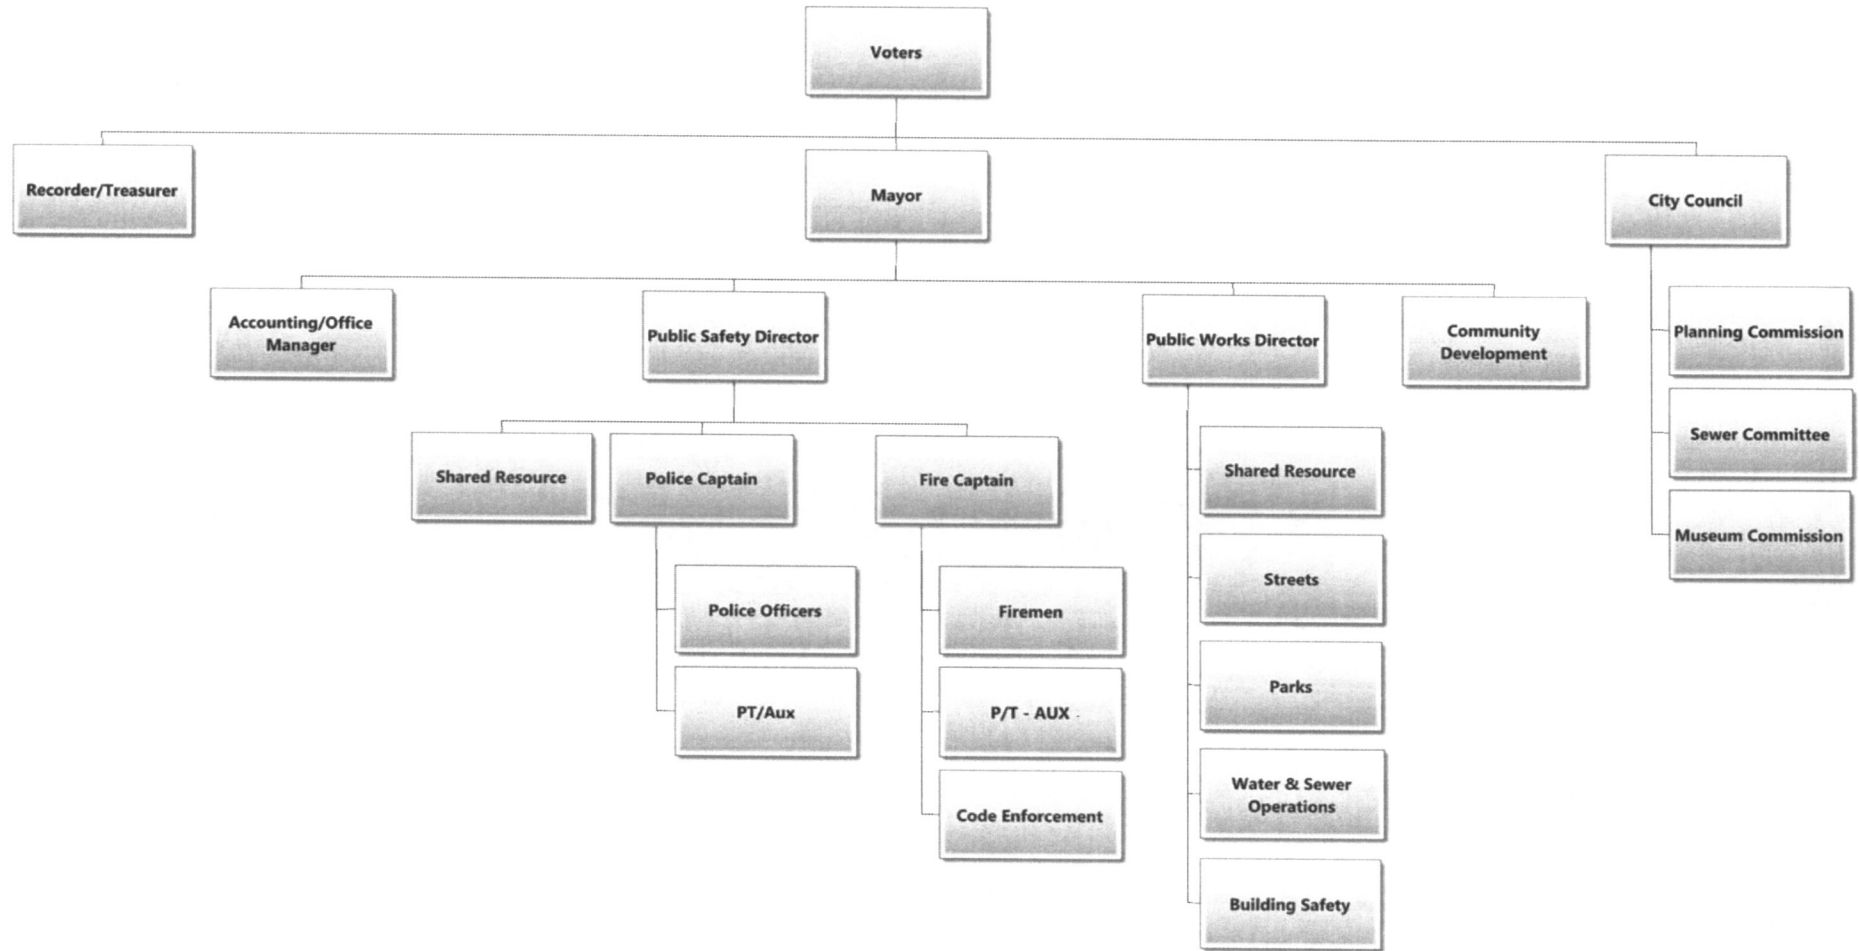 Voters
Recorder/Treasurer
Mayor
City Council
Accounting/Office
Manager
Public Safety Director
Public Works Director
Community
Development
Planning Commission
Sewer Committee
Museum Commission
Shared Resource
Police Captain
Fire Captain
Police Officers
PT/Aux
Firemen
P/T - AUX
Code Enforcement
Shared Resource
Streets
Parks
Water & Sewer
Operations
Building Safety